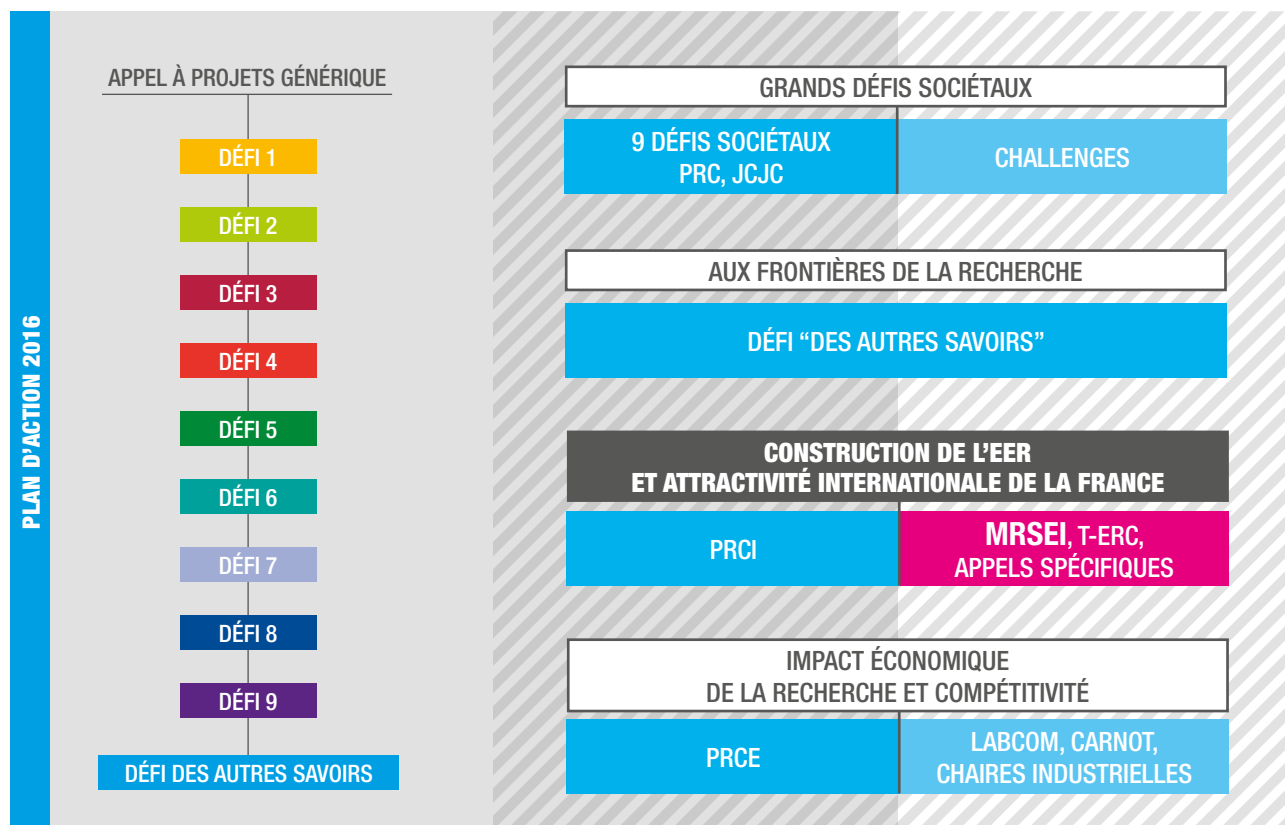 PLAN D’ACTION 2016
APPEL À PROJETS GÉNÉRIQUE
DÉFI 1
DÉFI 2
DÉFI 3
DÉFI 4
DÉFI 5
DÉFI 6
DÉFI 7
DÉFI 8
DÉFI 9
DÉFI DES AUTRES SAVOIRS
GRANDS DÉFIS SOCIÉTAUX
9 DÉFIS SOCIÉTAUX
PRC, JCJC
CHALLENGES
AUX FRONTIÈRES DE LA RECHERCHE
DÉFI “DES AUTRES SAVOIRS”
CONSTRUCTION DE L’EER
ET ATTRACTIVITÉ INTERNATIONALE DE LA FRANCE
PRCI
MRSEI, T-ERC,
APPELS SPÉCIFIQUES
IMPACT ÉCONOMIQUE
DE LA RECHERCHE ET COMPÉTITIVITÉ
PRCE
LABCOM, CARNOT,
CHAIRES INDUSTRIELLES